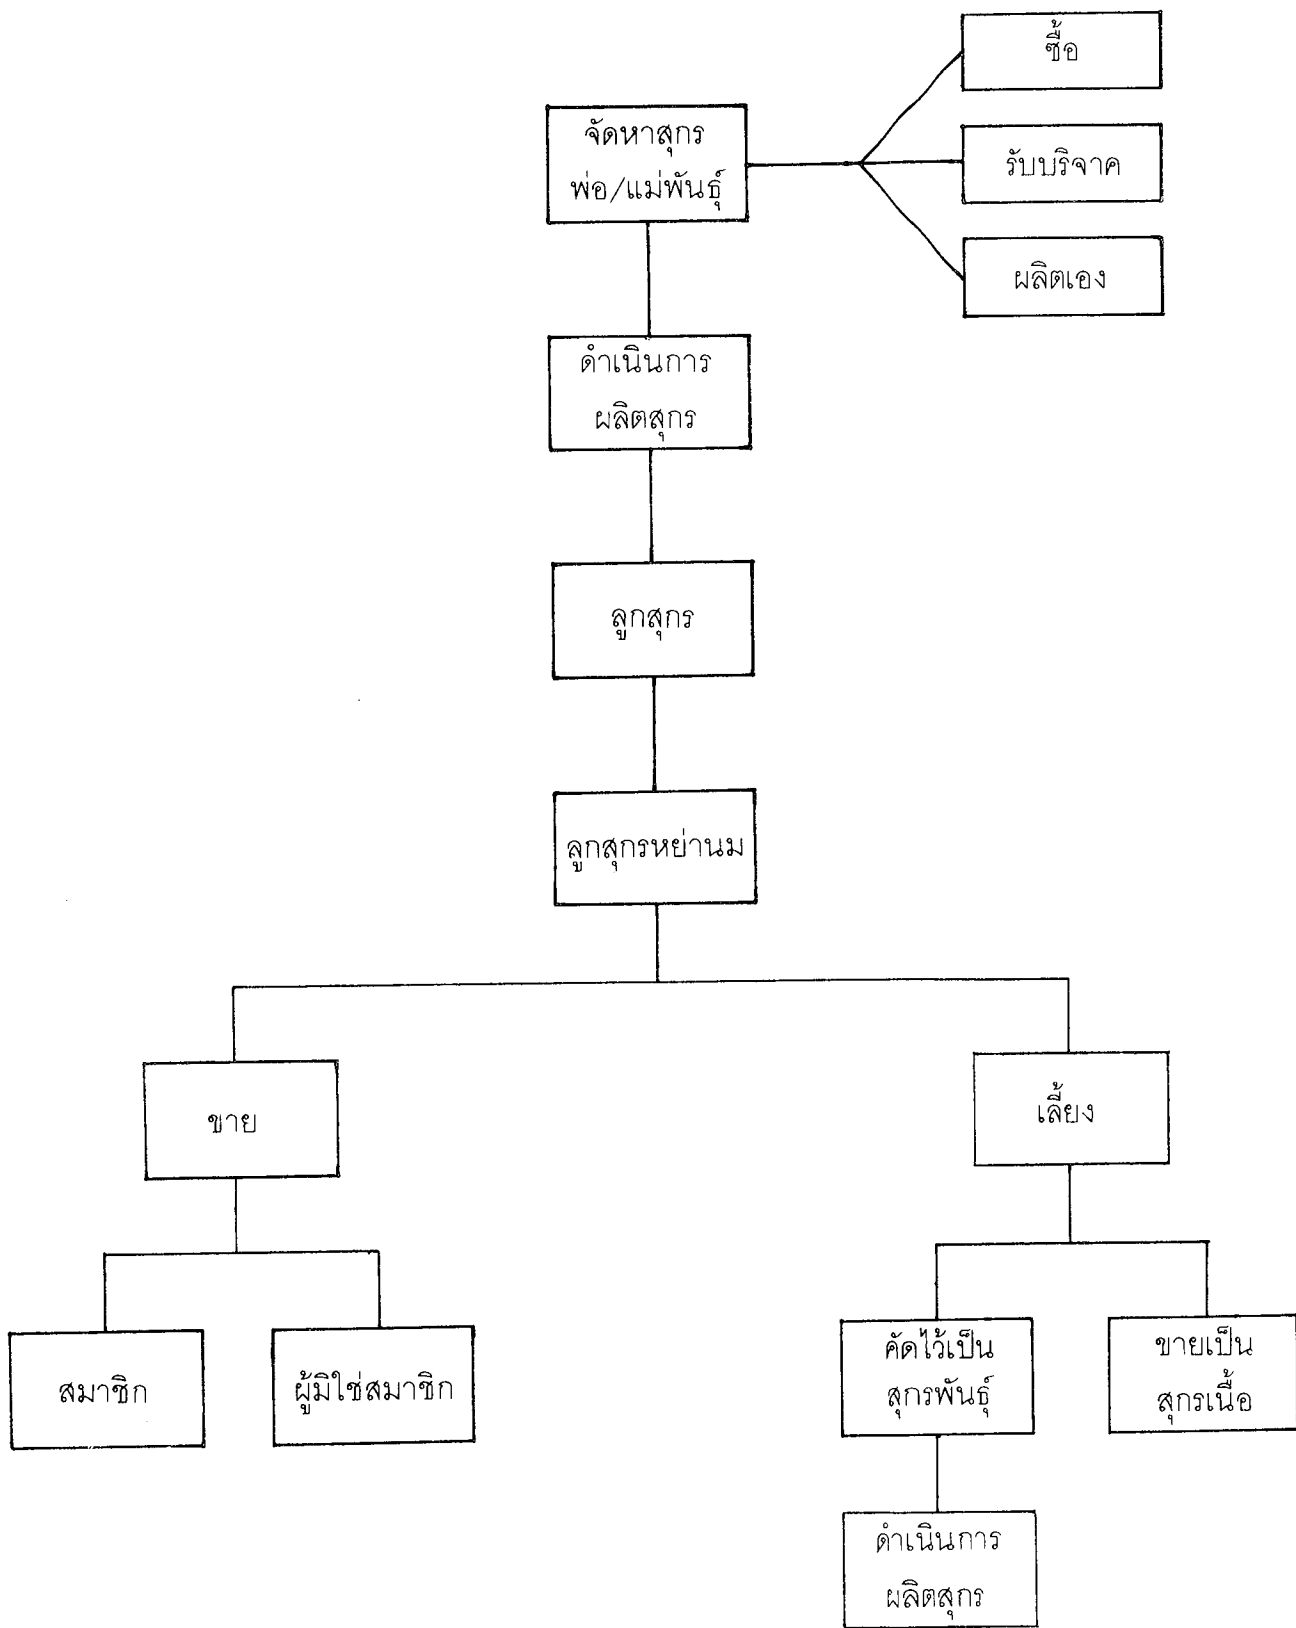 ซื้อ
จัดหาสุกร
พ่อ/แม่พันธุ์
รับบริจาค
ผลิตเอง
ดำเนินการ
ผลิตสุกร
ลูกสุกร
ลูกสุกรหย่านม
ขาย
เลี้ยง
สมาชิก
ผู้มิใช่สมาชิก
คัดไว้เป็น
สุกรพันธุ์
ขายเป็น
สุกรเนื้อ
ดำเนินการ
ผลิตสุกร